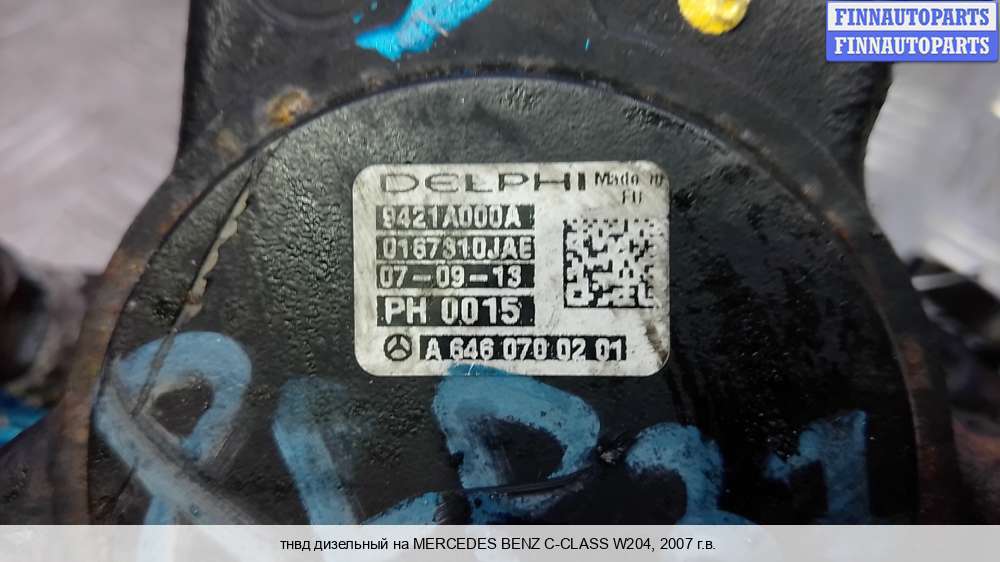 FINNAUTOPARTS
FINNAUTOPARTS
DELPHI Made in
EU
9421A000A
0167310JAE
07-09-13
PH 0015
A 646 070 02 01
тнвд дизельный на MERCEDES BENZ C-CLASS W204, 2007 г.в.